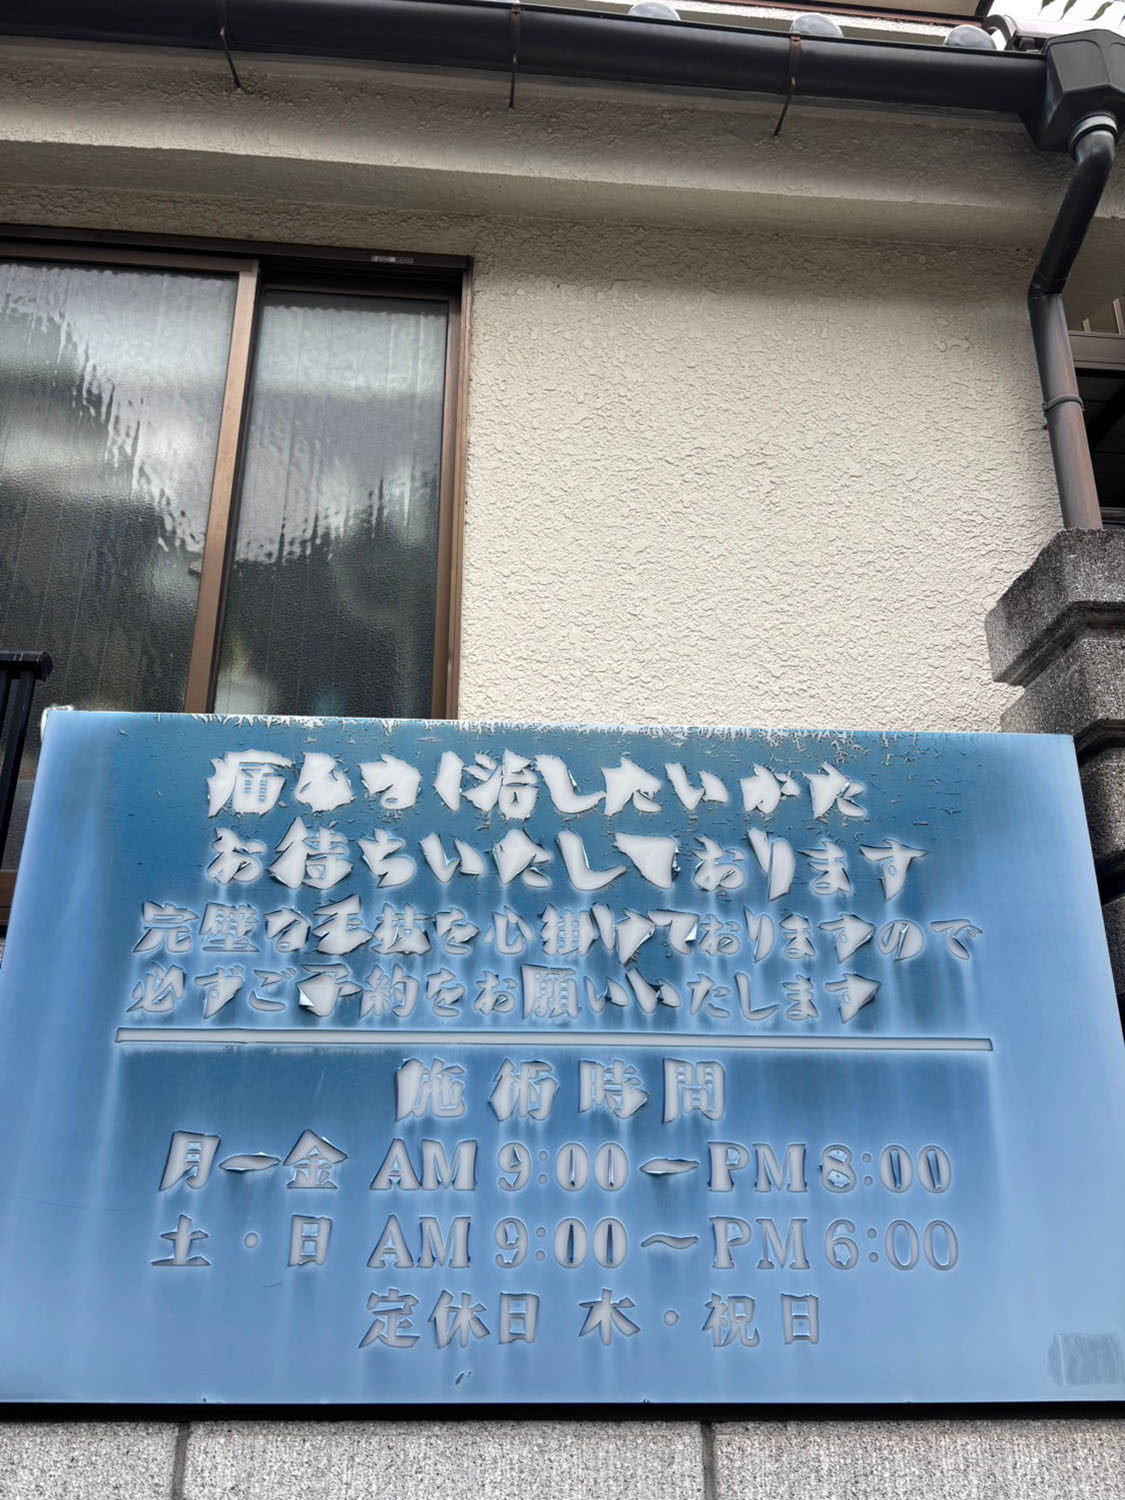 痛みなく治したいかた
お待ちいたしております
完璧な手技を心掛けておりますので
必ずご予約をお願いいたします
施術時間
月ー金 AM 9:00ーPM 8:00
土・日 AM 9:00〜PM 6:00
定休日 木・祝日